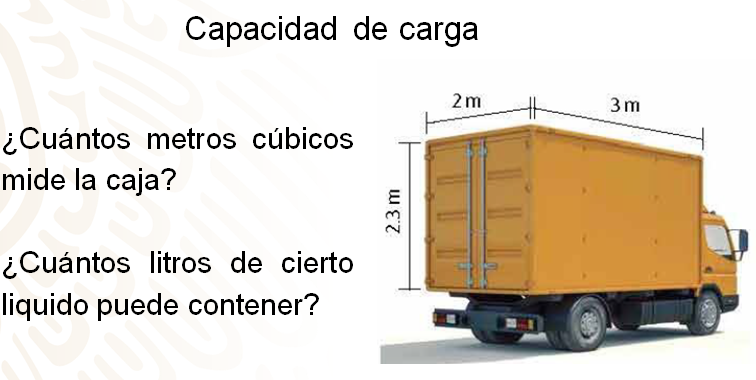 Capacidad de carga
¿Cuántos metros cúbicos
mide la caja?
¿Cuántos litros de cierto
liquido puede contener?
2 m
3 m
2.3 m